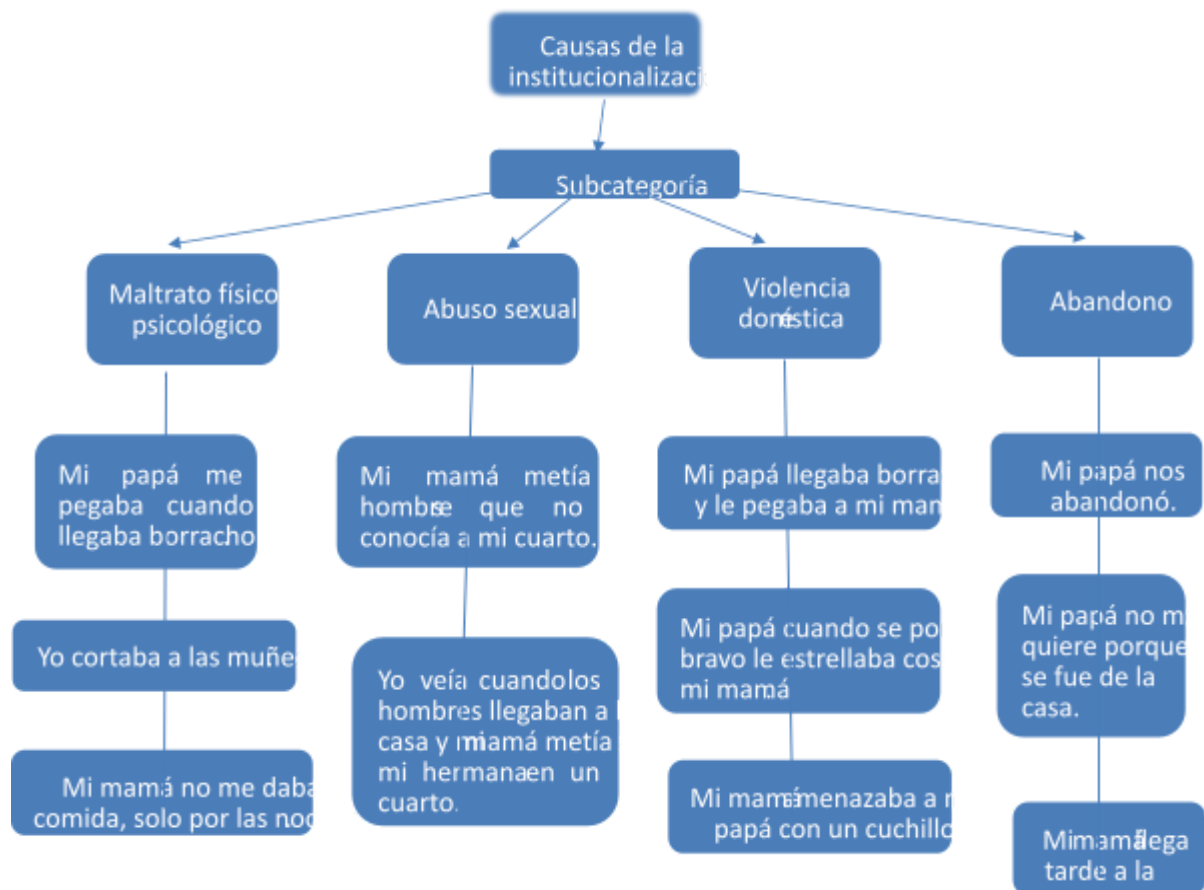 Causas de la
institucionalizaci
Subcategoría
Maltrato físico
psicológico
Mi papá me
pegaba cuando
llegaba borracho.
Yo cortaba a las muñe
Mi mamá no me daba
comida, solo por las noc
Abuso sexual
Mi mamá metía
hombre que no
conocía a mi cuarto.
Yo veía cuando los
hombres llegaban a l
casa y mi mamá metía
mi hermana en un
cuarto.
Violencia
doméstica
Mi papá llegaba borra
y le pegaba a mi mam
Mi papá cuando se po
bravo le estrellaba cos
mi mamá
Mi mamá amenazaba a m
papá con un cuchillo
Abandono
Mi papá nos
abandonó.
Mi papá no m
quiere porque
se fue de la
casa.
Mi mamá llega
tarde a la